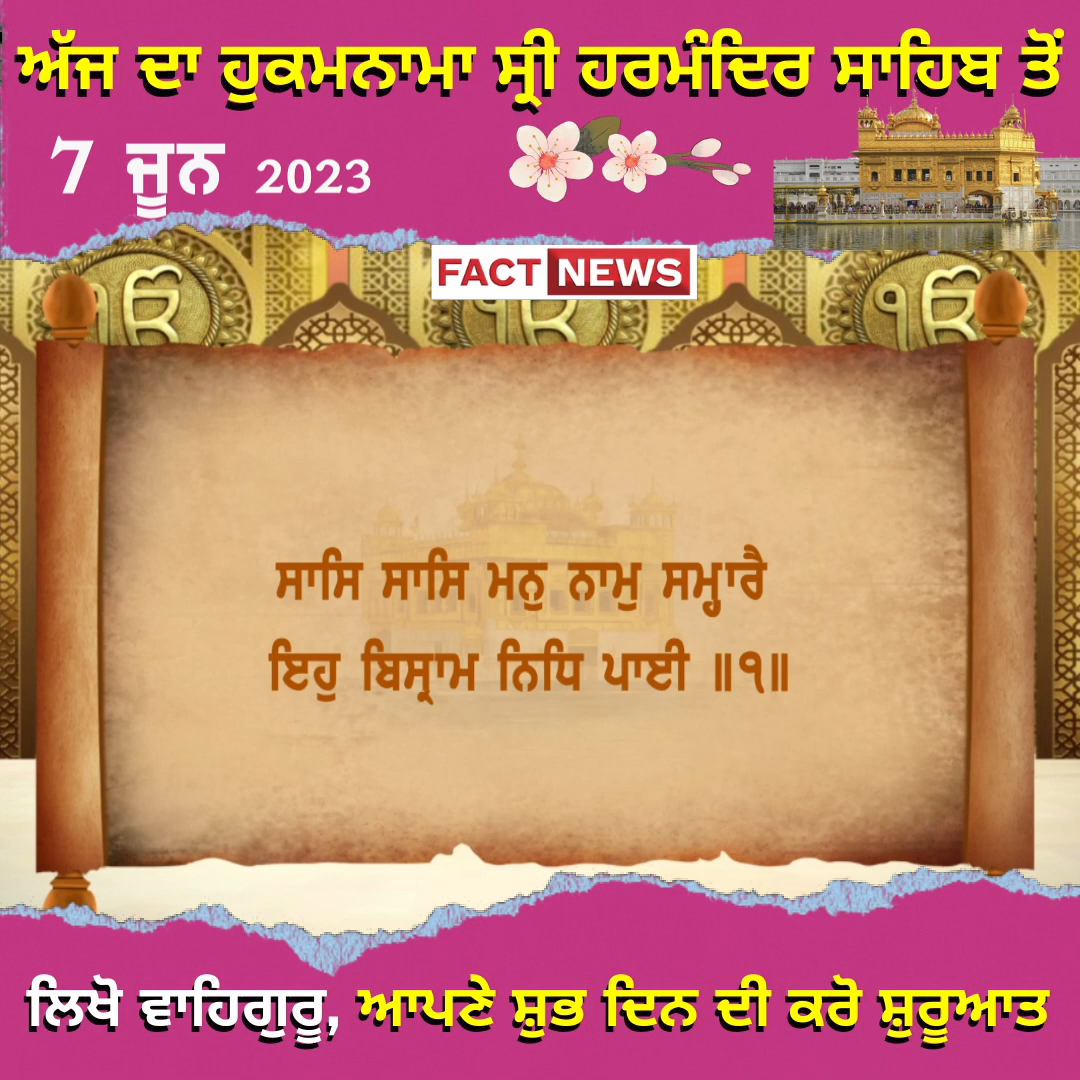 ਅੱਜ ਦਾ ਹੁਕਮਨਾਮਾ ਸ੍ਰੀ ਹਰਮੰਦਿਰ ਸਾਹਿਬ ਤੋਂ
7 ਜੂਨ 2023
FACT NEWS
ੴ ੴ ੴ
ਸਾਸਿ ਸਾਸਿ ਮਨੁ ਨਾਮੁ ਸਮ੍ਹਾਰੈ
ਇਹੁ ਬਿਸ੍ਰਾਮ ਨਿਧਿ ਪਾਈ ॥੧॥
ਲਿਖੋ ਵਾਹਿਗੁਰੂ, ਆਪਣੇ ਸ਼ੁਭ ਦਿਨ ਦੀ ਕਰੋ ਸ਼ੁਰੂਆਤ